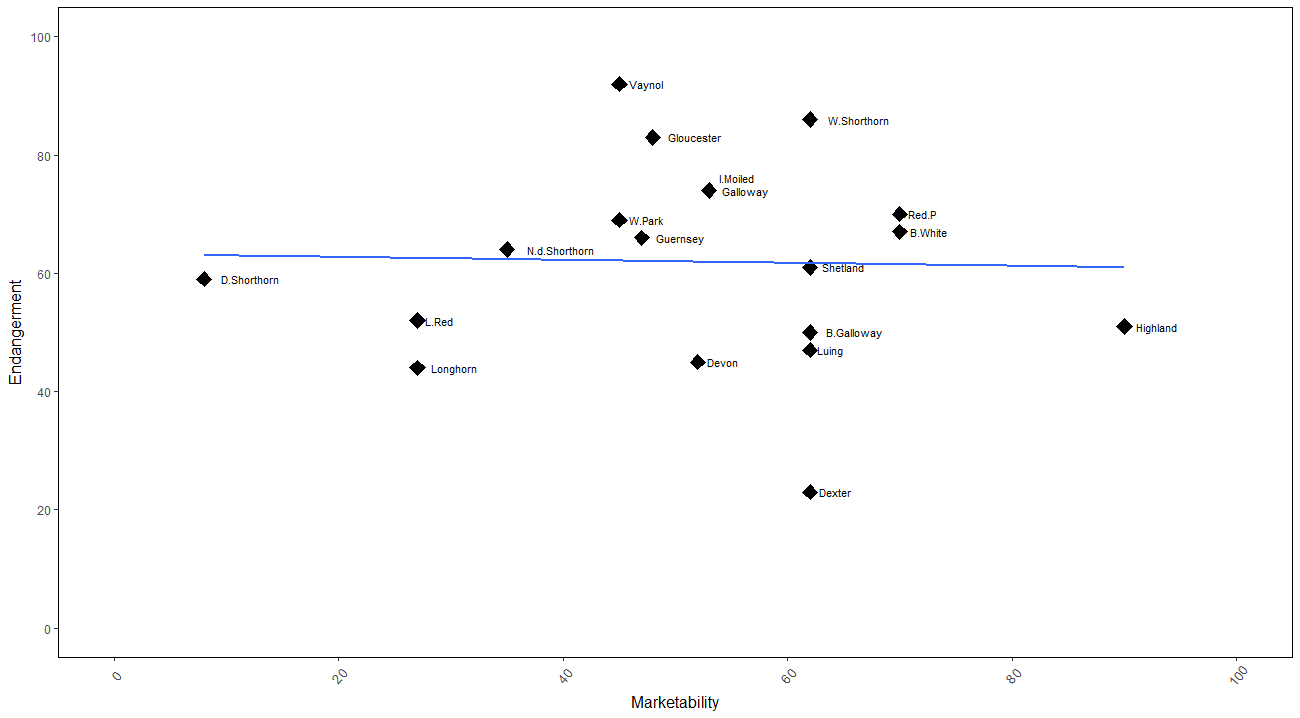 100
Vaynol
W.Shorthorn
Gloucester
80
I.Moiled
Galloway
Red.P
W.Park
B.White
Guernsey
N.d.Shorthorn
60
Shetland
D.Shorthorn
L.Red
Highland
B.Galloway
Luing
Devon
Longhorn
40
Endangerment
20
Dexter
0
0
20
40
60
80
100
Marketability